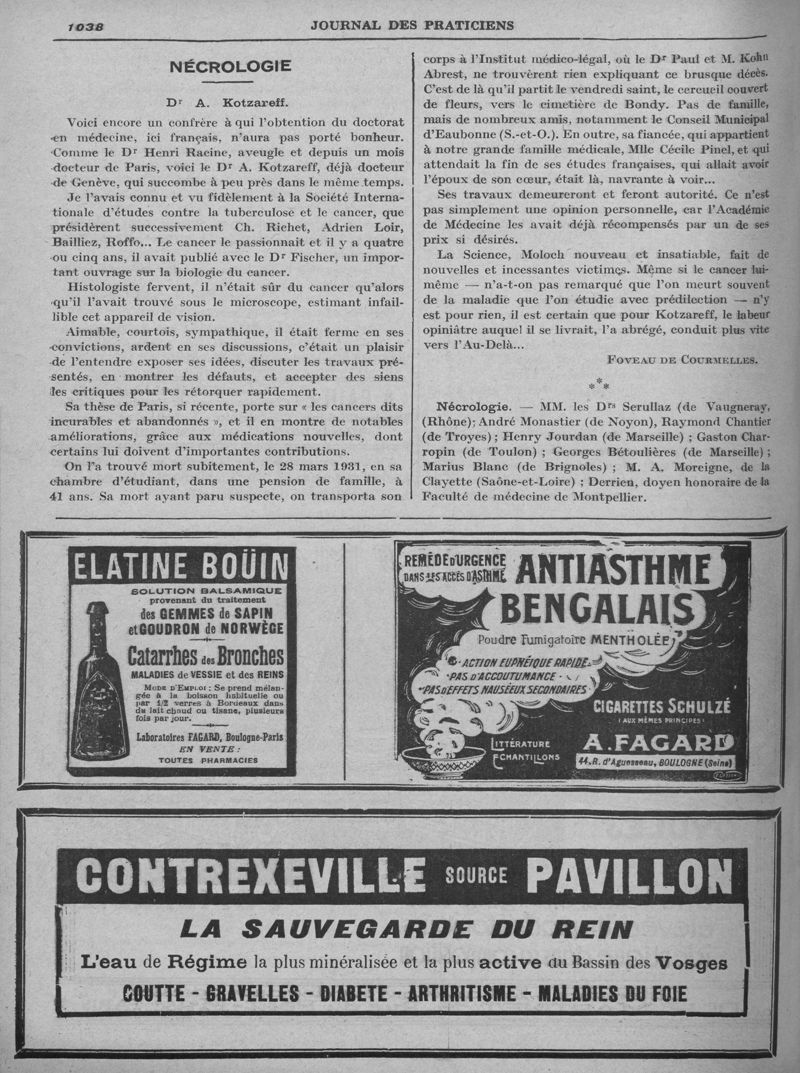 1038
JOURNAL DES PRATICIENS
NÉCROLOGIE
Dr A. Kotzareff.
Voici encore un confrère à qui l'obtention du doctorat
en médecine, ici français, n'aura pas porté bonheur.
Comme le Dr Henri Racine, aveugle et depuis un mois
docteur de Paris, voici le Dr A. Kotzareff, déjà docteur
de Genève, qui succombe à peu près dans le même temps.
Je l'avais connu et vu fidèlement à la Société Interna-
tionale d'études contre la tuberculose et le cancer, que
présidèrent successivement Ch. Richet, Adrien Loir,
Bailliez, Roffo... Le cancer le passionnait et il y a quatre
ou cinq ans, il avait publié avec le Dr Fischer, un impor-
tant ouvrage sur la biologie du cancer.
Histologiste fervent, il n'était sûr du cancer qu'alors
qu'il l'avait trouvé sous le microscope, estimant infail-
lible cet appareil de vision.
Aimable, courtois, sympathique, il était ferme en ses
convictions, ardent en ses discussions, c'était un plaisir
de l'entendre exposer ses idées, discuter les travaux pré-
sentés, en montrer les défauts, et accepter des siens
les critiques pour les rétorquer rapidement.
Sa thèse de Paris, si récente, porte sur « les cancers dits
incurables et abandonnés », et il en montre de notables
améliorations, grâce aux médications nouvelles, dont
certains lui doivent d'importantes contributions.
On l'a trouvé mort subitement, le 28 mars 1931, en sa
chambre d'étudiant, dans une pension de famille, à
41 ans. Sa mort ayant paru suspecte, on transporta son
corps à l'Institut médico-légal, où le Dr Paul et M. Kohn
Abrest, ne trouvèrent rien expliquant ce brusque décès.
C'est de là qu'il partit le vendredi saint, le cercueil couvert
de fleurs, vers le cimetière de Bondy. Pas de famille,
mais de nombreux amis, notamment le Conseil Municipal
d'Eaubonne (S.-et-O.). En outre, sa fiancée, qui appartient
à notre grande famille médicale, Mlle Cécile Pinel, et qui
attendait la fin de ses études françaises, qui allait avoir
l'époux de son cœur, était là, navrante à voir...
Ses travaux demeureront et feront autorité. Ce n'est
pas simplement une opinion personnelle, car l'Académie
de Médecine les avait déjà récompensés par un de ses
prix si désirés.
La Science, Moloch nouveau et insatiable, fait de
nouvelles et incessantes victimes. Même si le cancer lui-
même — n'a-t-on pas remarqué que l'on meurt souvent
de la maladie que l'on étudie avec prédilection — n'y
est pour rien, il est certain que pour Kotzareff, le labeur
opiniâtre auquel il se livrait, l'a abrégé, conduit plus vite
vers l'Au-Delà...
FOVEAU DE COURMELLES.
* * *
Nécrologie. — MM. les Drs Serullaz (de Vaugneray,
(Rhône); André Monastier (de Noyon), Raymond Chantier
(de Troyes) ; Henry Jourdan (de Marseille) ; Gaston Char-
ropin (de Toulon) ; Georges Bétoulières (de Marseille) ;
Marius Blanc (de Brignoles) ; M. A. Moreigne, de la
Clayette (Saône-et-Loire) ; Derrien, doyen honoraire de la
Faculté de médecine de Montpellier.
ELATINE BOÜIN
SOLUTION BALSAMIQUE
provenant du traitement
des GEMMES de SAPIN
et GOUDRON de NORWÈGE
Catarrhes des Bronches
MALADIES de VESSIE et des REINS
MODE D'EMPLOI : Se prend mélan-
gée à la boisson habituelle ou
par 1/2 verres à Bordeaux dans
du lait chaud ou tisane, plusieurs
fois par jour.
Laboratoires FAGARD, Boulogne-Paris
EN VENTE :
TOUTES PHARMACIES
REMÈDE D'URGENCE
DANS LES ACCÈS D'ASTHME
ANTIASTHME
BENGALAIS
Poudre Fumigatoire MENTHOLÉE
ACTION EUPNÉIQUE RAPIDE
PAS D'ACCOUTUMANCE
PAS D'EFFETS NAUSÉEUX SECONDAIRES
CIGARETTES SCHULZÉ
(AUX MÊMES PRINCIPES)
LITTÉRATURE
ECHANTILLONS
A. FAGARD
44, R. d'Aguesseau, BOULOGNE (Seine)
CONTREXEVILLE SOURCE PAVILLON
LA SAUVEGARDE DU REIN
L'eau de Régime la plus minéralisée et la plus active du Bassin des Vosges
GOUTTE - GRAVELLES - DIABETE - ARTHRITISME - MALADIES DU FOIE